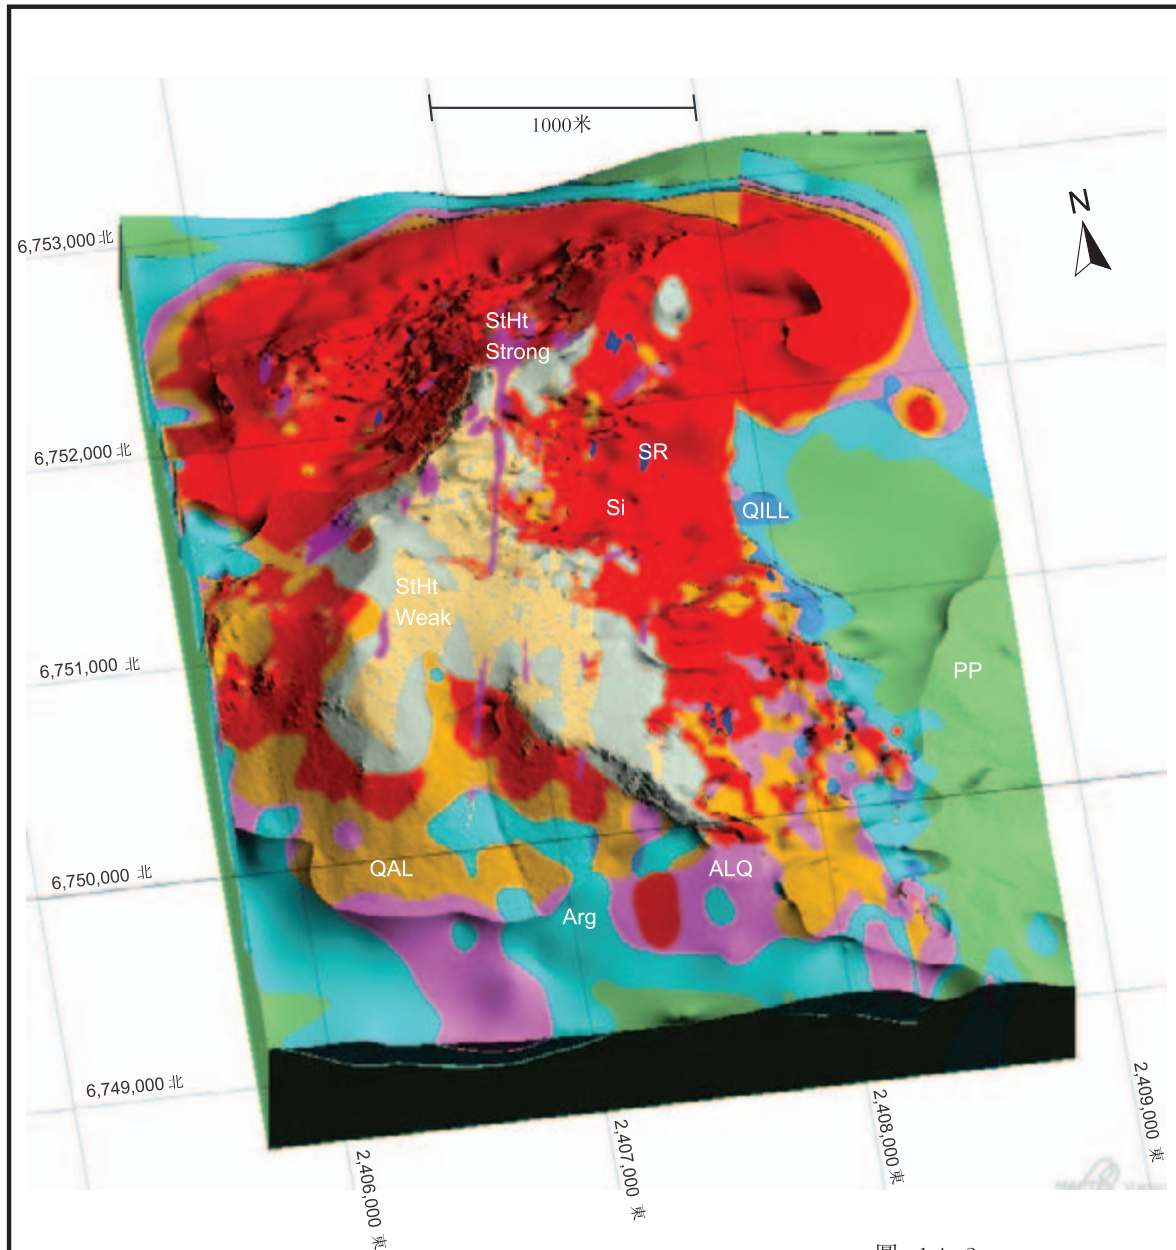 1000米
N
6,753,000 北
StHt
Strong
6,752,000 北
SR
Si
QILL
StHt
Weak
6,751,000 北
PP
6,750,000 北
QAL
ALQ
Arg
6,749,000 北
2,406,000 東
2,407,000 東
2,408,000 東
2,409,000 東